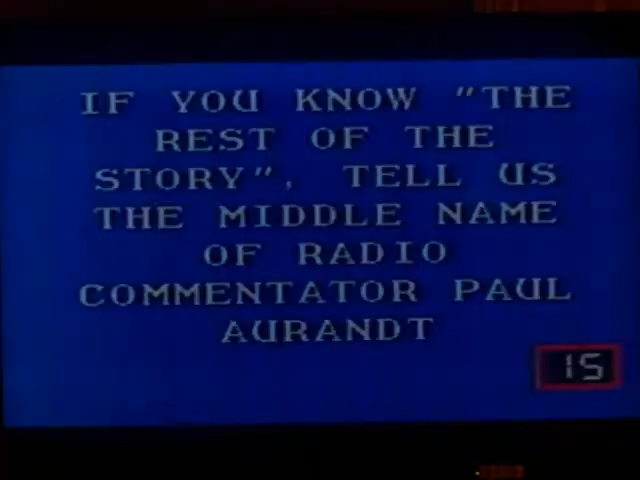 IF YOU KNOW "THE
REST OF THE
STORY", TELL US
THE MIDDLE NAME
OF RADIO
COMMENTATOR PAUL
AURANDT
15